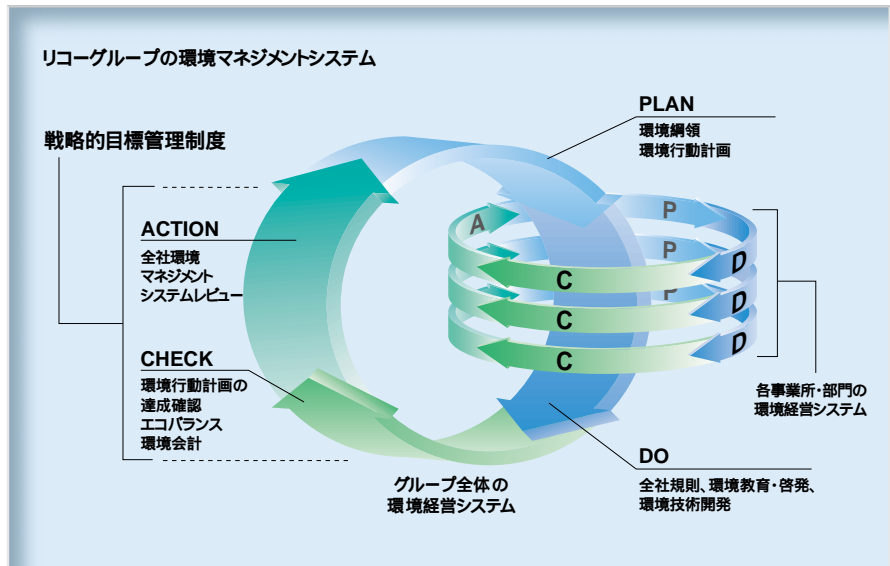 リコーグループの環境マネジメントシステム
戦略的目標管理制度
PLAN
環境綱領
環境行動計画
ACTION
全社環境
マネジメント
システムレビュー
A
P
P
P
D
D
D
C
C
C
CHECK
環境行動計画の
達成確認
エコバランス
環境会計
各事業所・部門の
環境経営システム
DO
全社規則、環境教育・啓発、
環境技術開発
グループ全体の
環境経営システム